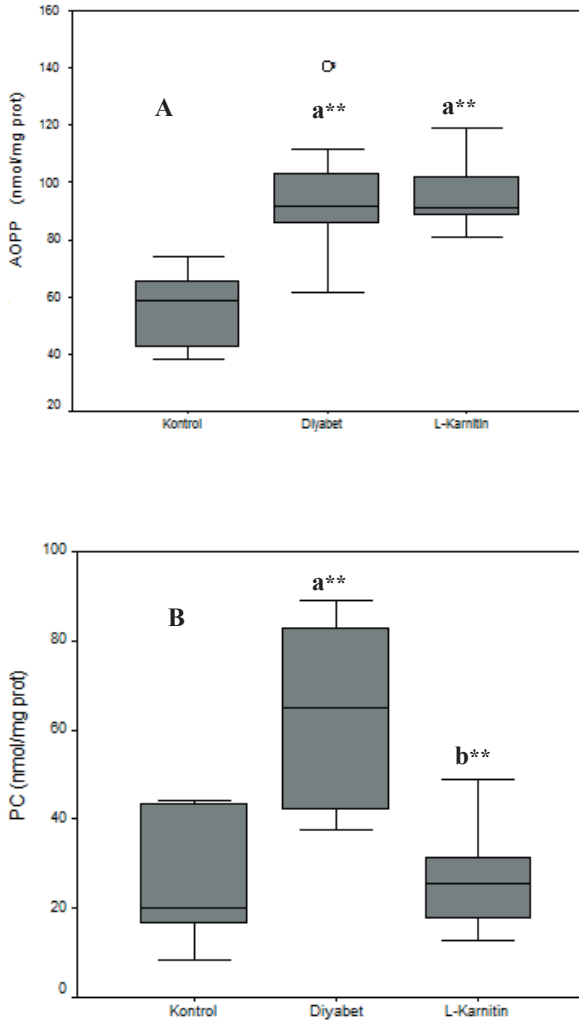 160
140
120
100
80
60
40
20
AOPP (nmol/mg prot)
A
a**
a**
Kontrol
Diyabet
L-Karnitin
100
80
60
40
20
0
PC (nmol/mg prot)
B
a**
b**
Kontrol
Diyabet
L-Karnitin